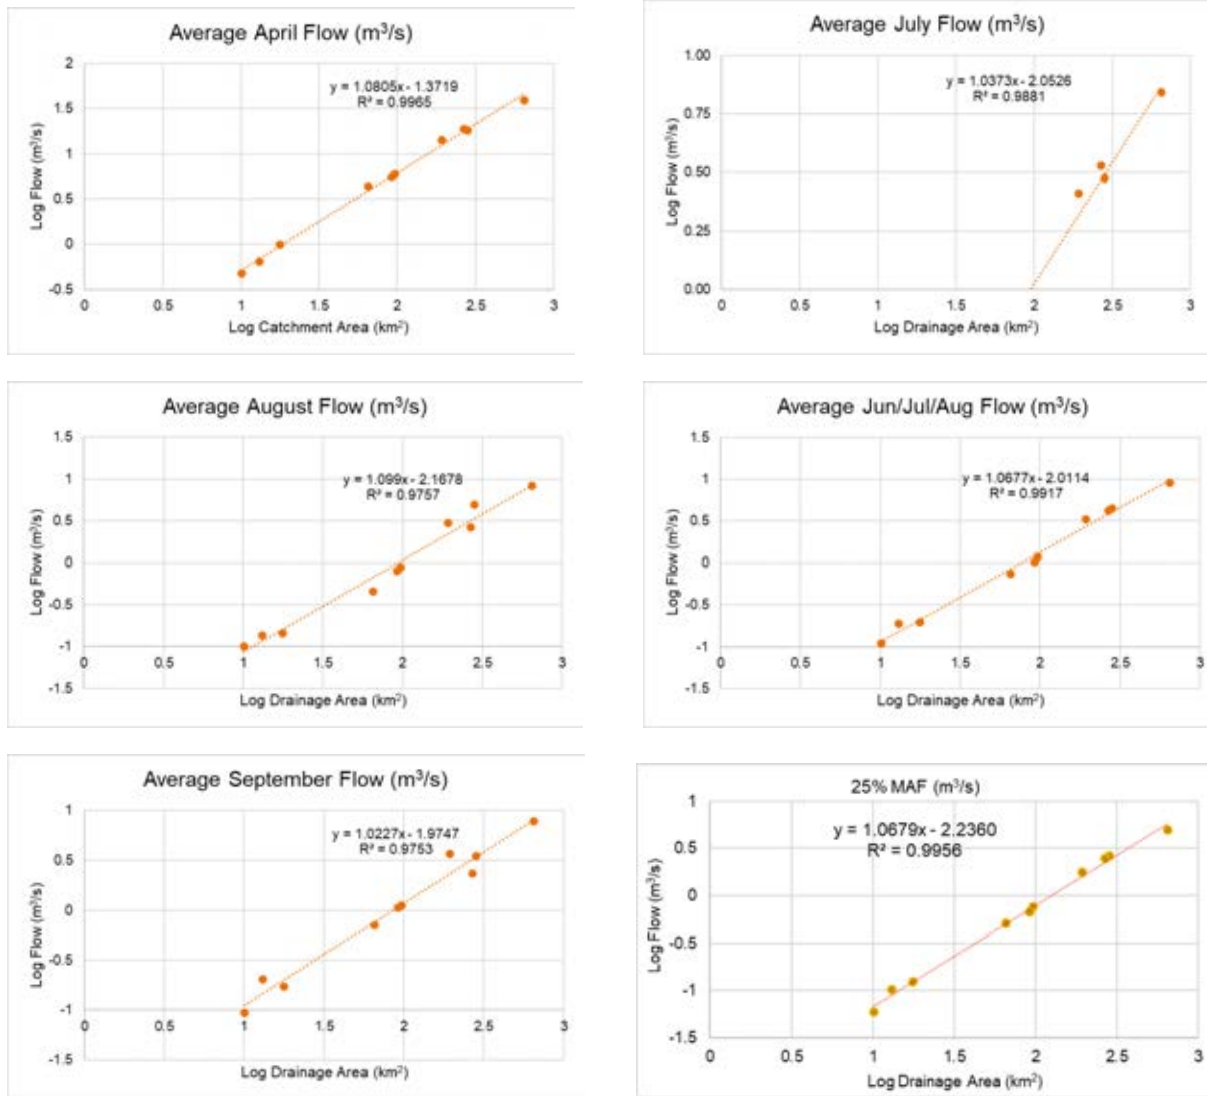 Average April Flow (m³/s)
y = 1.0805x - 1.3719
R² = 0.9965
2
1.5
1
0.5
0
-0.5
Log Flow (m³/s)
0 0.5 1 1.5 2 2.5 3
Log Catchment Area (km²)
Average July Flow (m³/s)
y = 1.0373x - 2.0526
R² = 0.9881
1.00
0.75
0.50
0.25
0.00
Log Flow (m³/s)
0 0.5 1 1.5 2 2.5 3
Log Drainage Area (km²)
Average August Flow (m³/s)
y = 1.099x - 2.1678
R² = 0.9757
1.5
1
0.5
0
-0.5
-1
-1.5
Log Flow (m³/s)
0 0.5 1 1.5 2 2.5 3
Log Drainage Area (km²)
Average Jun/Jul/Aug Flow (m³/s)
y = 1.0677x - 2.0114
R² = 0.9917
1.5
1
0.5
0
-0.5
-1
-1.5
Log Flow (m³/s)
0 0.5 1 1.5 2 2.5 3
Log Drainage Area (km²)
Average September Flow (m³/s)
y = 1.0227x - 1.9747
R² = 0.9753
1
0.5
0
-0.5
-1
-1.5
Log Flow (m³/s)
0 0.5 1 1.5 2 2.5 3
Log Drainage Area (km²)
25% MAF (m³/s)
y = 1.0679x - 2.2360
R² = 0.9956
1
0.5
0
-0.5
-1
-1.5
Log Flow (m³/s)
0 0.5 1 1.5 2 2.5 3
Log Drainage Area (km²)